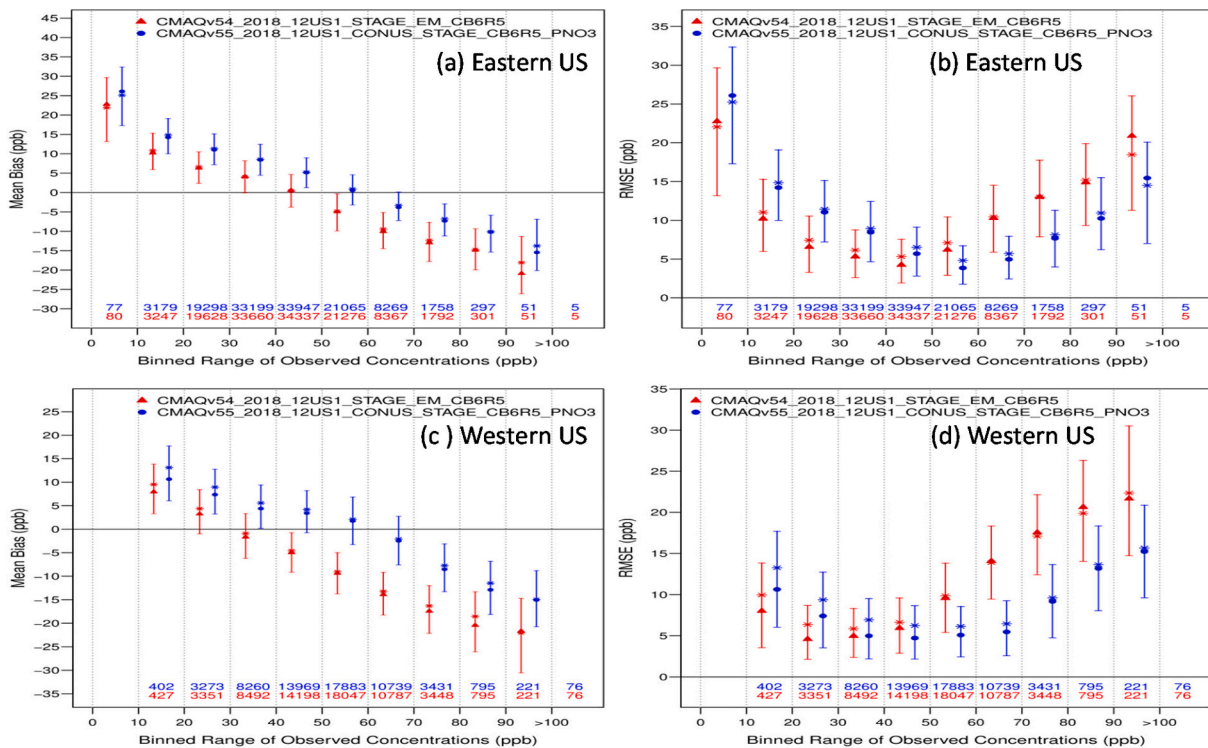 CMAQv54_2018_12US1_STAGE_EM_CB6R5
CMAQv55_2018_12US1_CONUS_STAGE_CB6R5_PNO3
(a) Eastern US
Mean Bias (ppb)
45
40
35
30
25
20
15
10
5
0
−5
−10
−15
−20
−25
−30
77 3179 19298 33199 33947 21065 8269 1758 297 51 5
80 3247 19628 33660 34337 21276 8367 1792 301 51 5
0 10 20 30 40 50 60 70 80 90 >100
Binned Range of Observed Concentrations (ppb)
CMAQv54_2018_12US1_STAGE_EM_CB6R5
CMAQv55_2018_12US1_CONUS_STAGE_CB6R5_PNO3
(b) Eastern US
RMSE (ppb)
35
30
25
20
15
10
5
0
77 3179 19298 33199 33947 21065 8269 1758 297 51 5
80 3247 19628 33660 34337 21276 8367 1792 301 51 5
0 10 20 30 40 50 60 70 80 90 >100
Binned Range of Observed Concentrations (ppb)
CMAQv54_2018_12US1_STAGE_EM_CB6R5
CMAQv55_2018_12US1_CONUS_STAGE_CB6R5_PNO3
(c ) Western US
Mean Bias (ppb)
25
20
15
10
5
0
−5
−10
−15
−20
−25
−30
−35
402 3273 8260 13969 17883 10739 3431 795 221 76
427 3351 8492 14198 18047 10787 3448 795 221 76
0 10 20 30 40 50 60 70 80 90 >100
Binned Range of Observed Concentrations (ppb)
CMAQv54_2018_12US1_STAGE_EM_CB6R5
CMAQv55_2018_12US1_CONUS_STAGE_CB6R5_PNO3
(d) Western US
RMSE (ppb)
35
30
25
20
15
10
5
0
402 3273 8260 13969 17883 10739 3431 795 221 76
427 3351 8492 14198 18047 10787 3448 795 221 76
0 10 20 30 40 50 60 70 80 90 >100
Binned Range of Observed Concentrations (ppb)